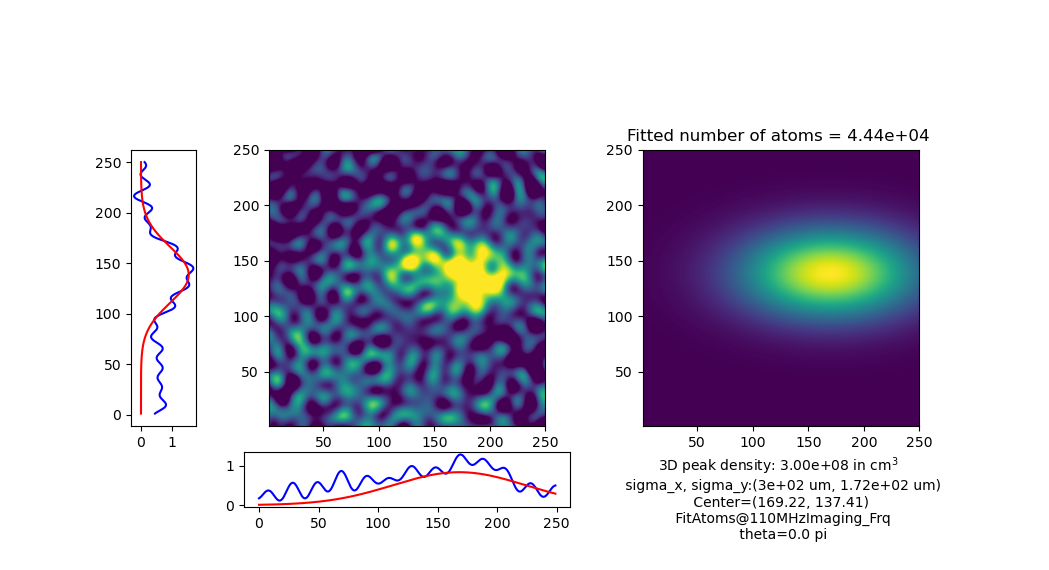 Fitted number of atoms = 4.44e+04
250
200
150
100
50
0
0 1
250
200
150
100
50
50 100 150 200 250
1
0
0 50 100 150 200 250
250
200
150
100
50
50 100 150 200 250
3D peak density: 3.00e+08 in cm³
sigma_x, sigma_y:(3e+02 um, 1.72e+02 um)
Center=(169.22, 137.41)
FitAtoms@110MHzImaging_Frq
theta=0.0 pi